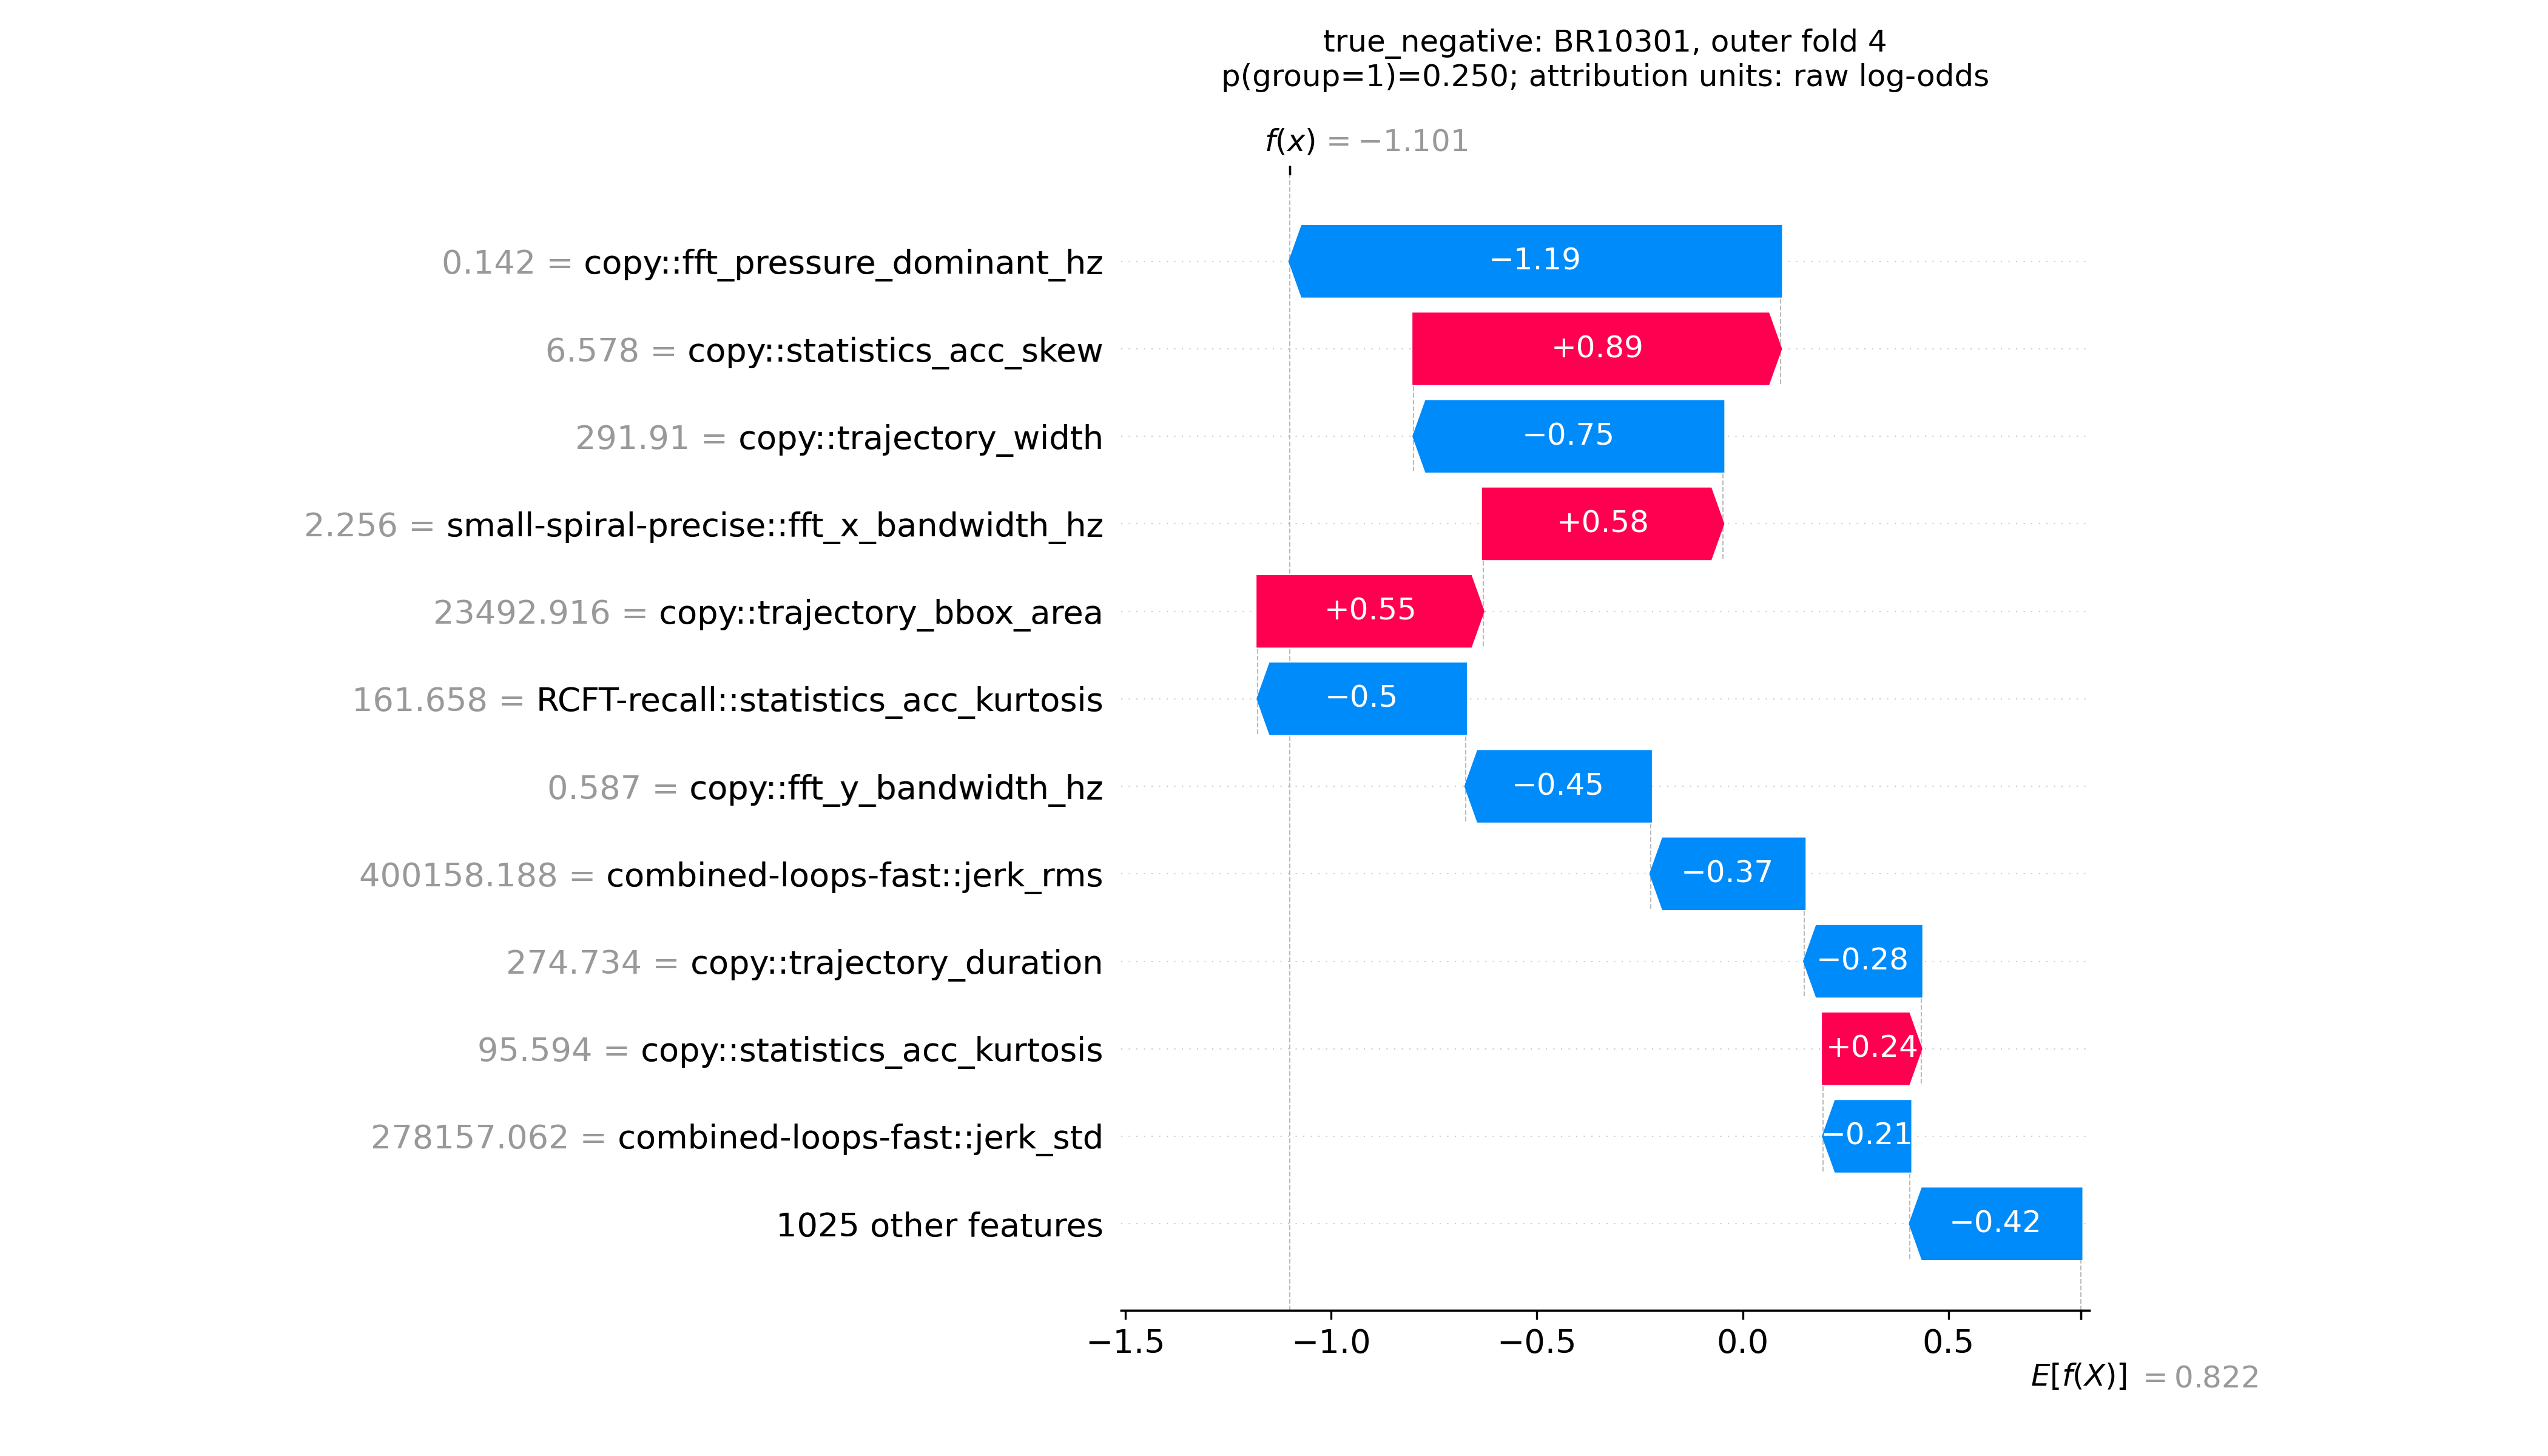 true_negative: BR10301, outer fold 4
p(group=1)=0.250; attribution units: raw log-odds
f(x) = −1.101
0.142 = copy::fft_pressure_dominant_hz −1.19
6.578 = copy::statistics_acc_skew +0.89
291.91 = copy::trajectory_width −0.75
2.256 = small-spiral-precise::fft_x_bandwidth_hz +0.58
23492.916 = copy::trajectory_bbox_area +0.55
161.658 = RCFT-recall::statistics_acc_kurtosis −0.5
0.587 = copy::fft_y_bandwidth_hz −0.45
400158.188 = combined-loops-fast::jerk_rms −0.37
274.734 = copy::trajectory_duration −0.28
95.594 = copy::statistics_acc_kurtosis +0.24
278157.062 = combined-loops-fast::jerk_std −0.21
1025 other features −0.42
−1.5 −1.0 −0.5 0.0 0.5
E[f(X)] = 0.822